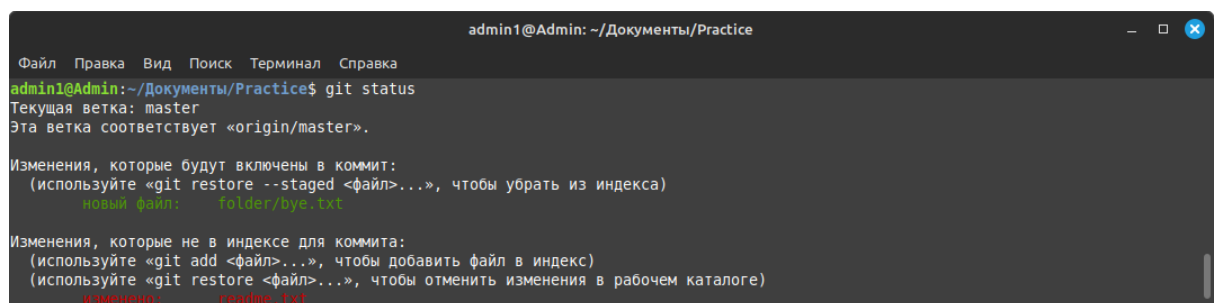 admin1@Admin: ~/Документы/Practice
Файл Правка Вид Поиск Терминал Справка
admin1@Admin:~/Документы/Practice$ git status
Текущая ветка: master
Эта ветка соответствует «origin/master».
Изменения, которые будут включены в коммит:
(используйте «git restore --staged <файл>...», чтобы убрать из индекса)
новый файл: folder/bye.txt
Изменения, которые не в индексе для коммита:
(используйте «git add <файл>...», чтобы добавить файл в индекс)
(используйте «git restore <файл>...», чтобы отменить изменения в рабочем каталоге)
изменено: readme.txt